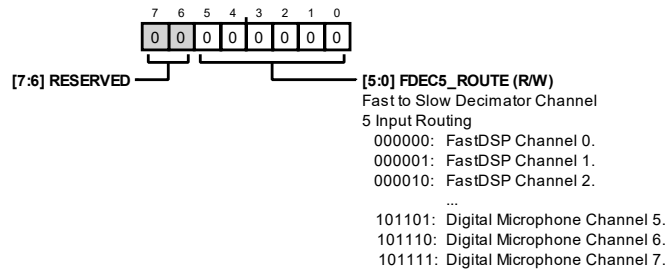 7 6 5 4 3 2 1 0
0 0 0 0 0 0 0 0
[7:6] RESERVED
[5:0] FDEC5_ROUTE (R/W)
Fast to Slow Decimator Channel
5 Input Routing
000000: FastDSP Channel 0.
000001: FastDSP Channel 1.
000010: FastDSP Channel 2.
...
101101: Digital Microphone Channel 5.
101110: Digital Microphone Channel 6.
101111: Digital Microphone Channel 7.